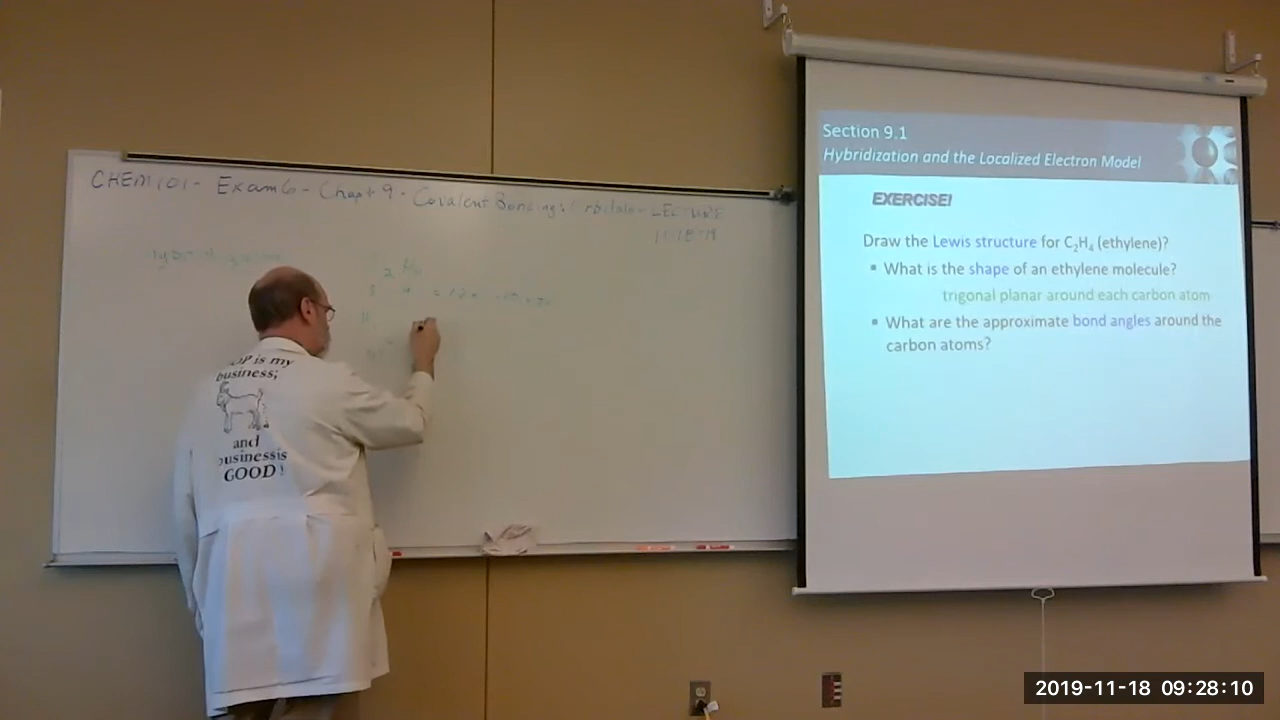 CHEM 101 - Exam 6 - Chapt 9 - Covalent Bonding: Orbitals - LECTURE
11-18-19
is my
business;
and
business is
GOOD!
Section 9.1
Hybridization and the Localized Electron Model
EXERCISE!
Draw the Lewis structure for C₂H₄ (ethylene)?
▪ What is the shape of an ethylene molecule?
trigonal planar around each carbon atom
▪ What are the approximate bond angles around the
carbon atoms?
2019-11-18 09:28:10